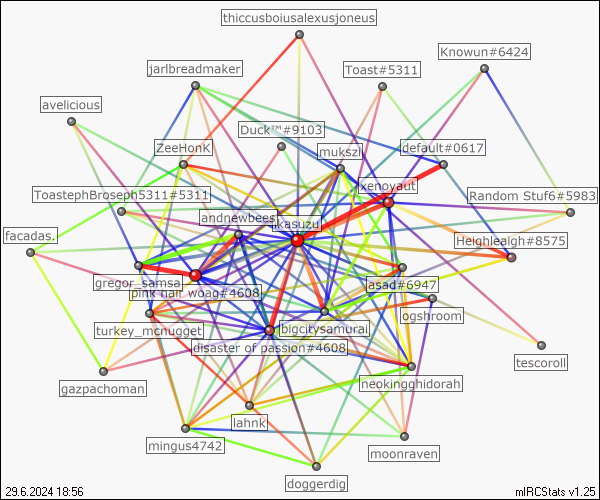 thiccusboiusalexusjoneus
Knowun#6424
jarlbreadmaker
Toast#5311
avelicious
Duck™#9103
default#0617
ZeeHonK
mukszi
xenoyaut
ToastephBroseph5311#5311
Random Stuf6#5983
andnewbees
ikasuzu
facadas.
Heighleaigh#8575
gregor_samsa
asad#6947
pink hair woag#4608
ogshroom
turkey_mcnugget
bigcitysamurai
disaster of passion#4608
tescoroll
gazpachoman
neokingghidorah
lahnk
mingus4742
moonraven
doggerdig
29.6.2024 18:56
mIRCStats v1.25